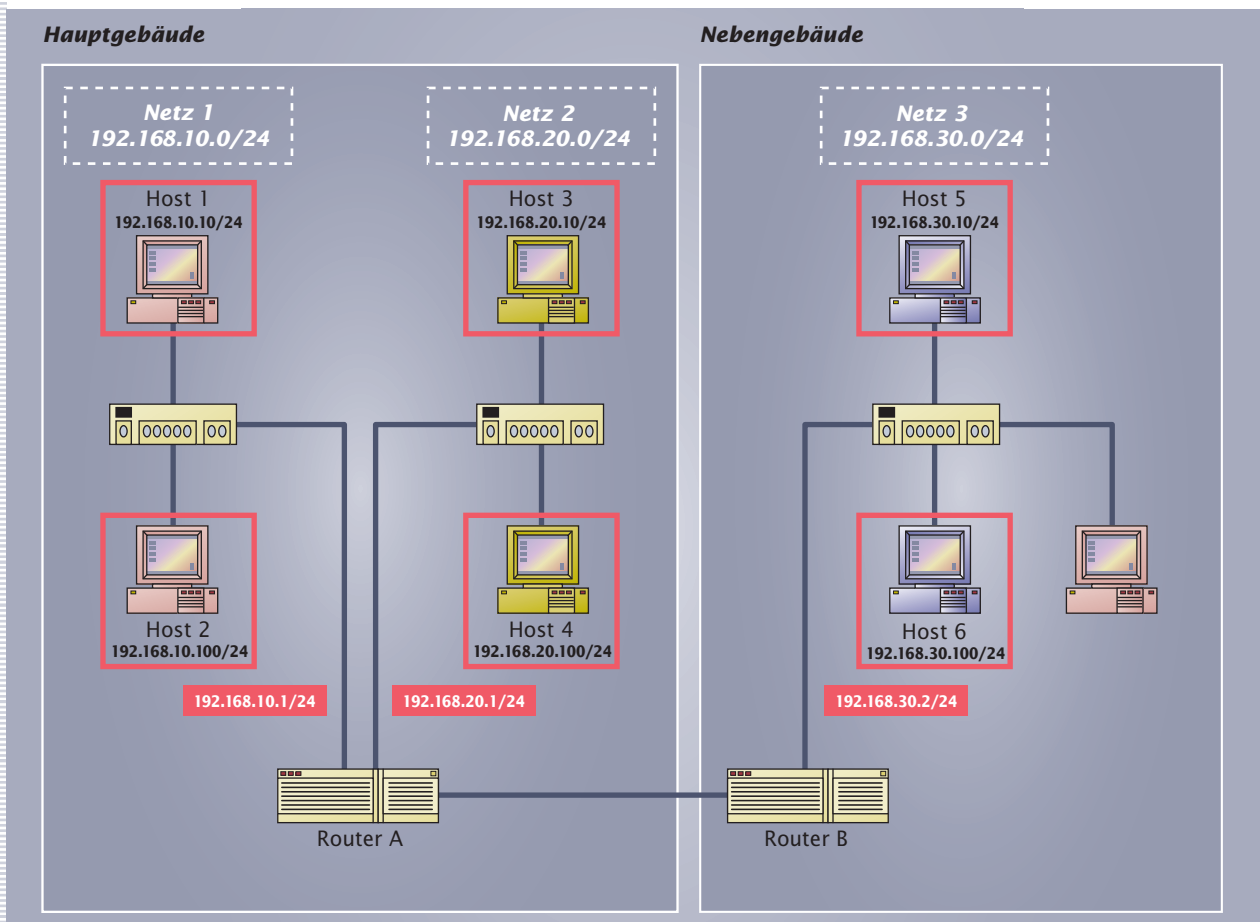 Hauptgebäude
Nebengebäude
Netz 1
192.168.10.0/24
Netz 2
192.168.20.0/24
Netz 3
192.168.30.0/24
Host 1
192.168.10.10/24
Host 3
192.168.20.10/24
Host 5
192.168.30.10/24
Host 2
192.168.10.100/24
Host 4
192.168.20.100/24
Host 6
192.168.30.100/24
192.168.10.1/24
192.168.20.1/24
192.168.30.2/24
Router A
Router B